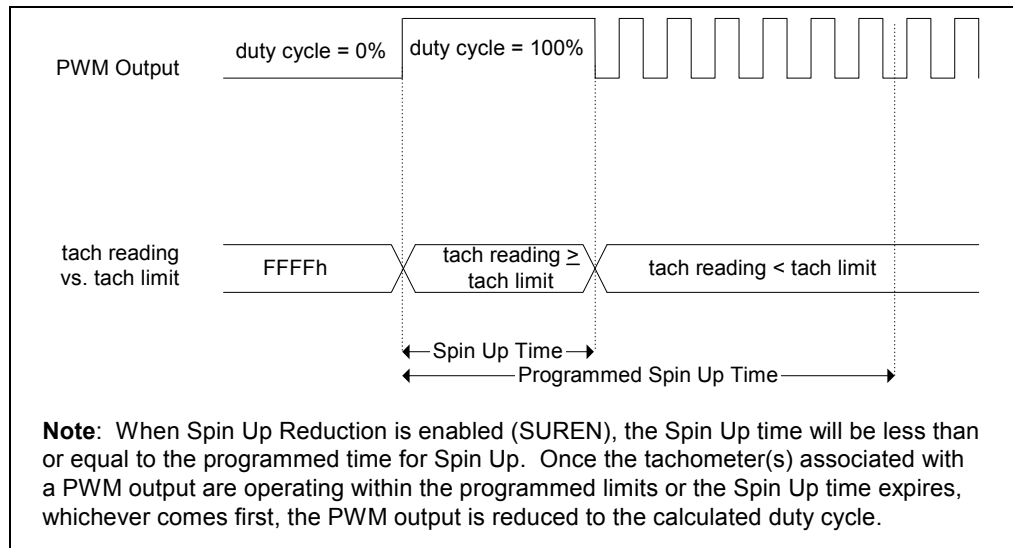 duty cycle = 0%
duty cycle = 100%
PWM Output
tach reading
vs. tach limit
FFFFh
tach reading ≥
tach limit
tach reading < tach limit
Spin Up Time
Programmed Spin Up Time
Note: When Spin Up Reduction is enabled (SUREN), the Spin Up time will be less than
or equal to the programmed time for Spin Up. Once the tachometer(s) associated with
a PWM output are operating within the programmed limits or the Spin Up time expires,
whichever comes first, the PWM output is reduced to the calculated duty cycle.